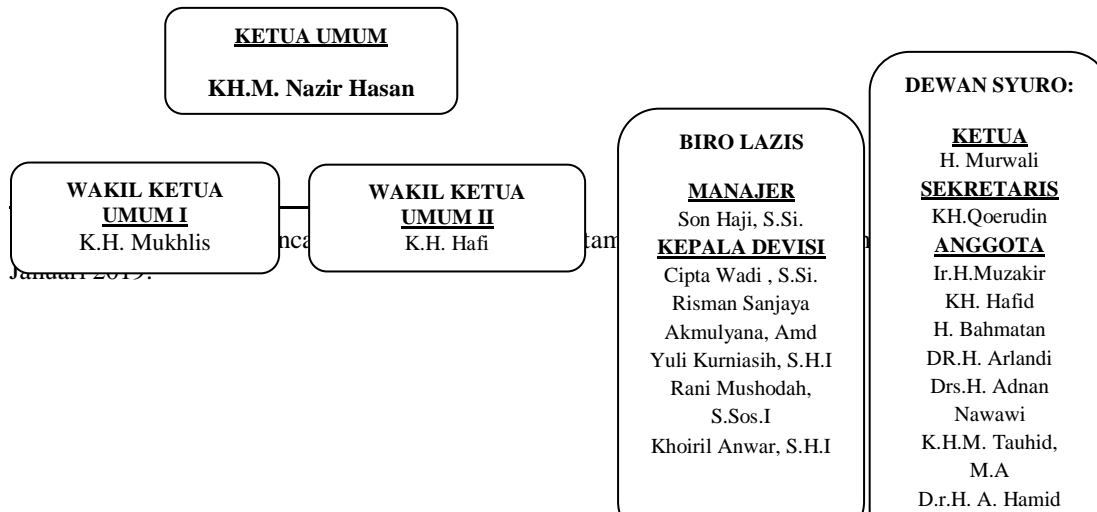 KETUA UMUM
KH.M. Nazir Hasan
WAKIL KETUA
UMUM I
K.H. Mukhlis
WAKIL KETUA
UMUM II
K.H. Hafi
Januari 2019.
BIRO LAZIS
MANAJER
Son Haji, S.Si.
KEPALA DEVISI
Cipta Wadi , S.Si.
Risman Sanjaya
Akmulyana, Amd
Yuli Kurniasih, S.H.I
Rani Mushodah,
S.Sos.I
Khoiril Anwar, S.H.I
DEWAN SYURO:
KETUA
H. Murwali
SEKRETARIS
KH.Qoerudin
ANGGOTA
Ir.H.Muzakir
KH. Hafid
H. Bahmatan
DR.H. Arlandi
Drs.H. Adnan
Nawawi
K.H.M. Tauhid,
M.A
D.r.H. A. Hamid